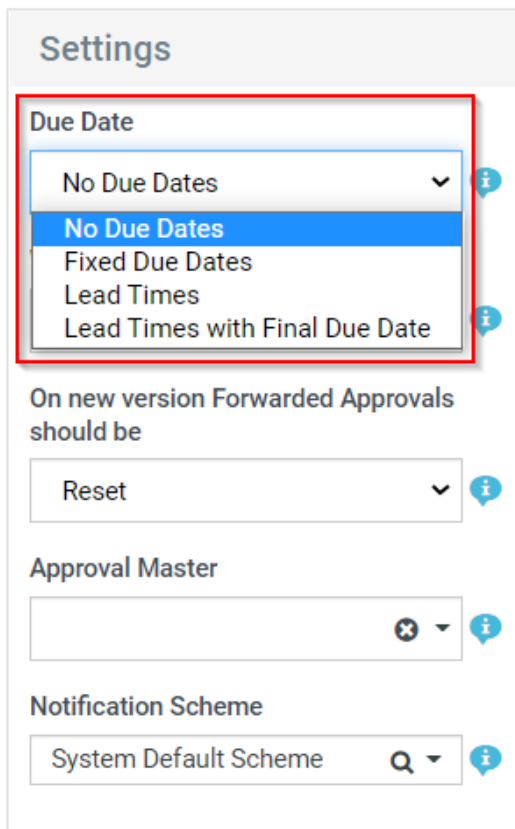 Settings
Due Date
No Due Dates
No Due Dates
Fixed Due Dates
Lead Times
Lead Times with Final Due Date
On new version Forwarded Approvals
should be
Reset
Approval Master
Notification Scheme
System Default Scheme